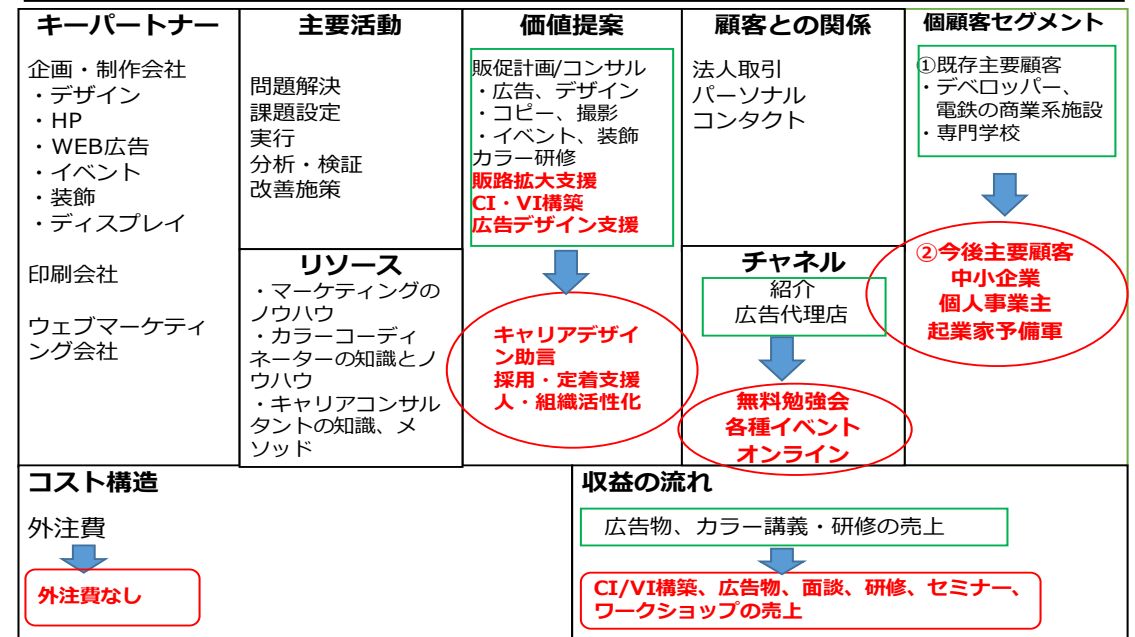 キーパートナー
企画・制作会社
・デザイン
・HP
・WEB広告
・イベント
・装飾
・ディスプレイ
印刷会社
ウェブマーケティ
ング会社
主要活動
問題解決
課題設定
実行
分析・検証
改善施策
リソース
・マーケティングの
ノウハウ
・カラーコーディ
ネーターの知識とノ
ウハウ
・キャリアコンサル
タントの知識、メ
ソッド
価値提案
販促計画/コンサル
・広告、デザイン
・コピー、撮影
・イベント、装飾
カラー研修
販路拡大支援
CI・VI構築
広告デザイン支援
キャリアデザイ
ン助言
採用・定着支援
人・組織活性化
顧客との関係
法人取引
パーソナル
コンタクト
チャネル
紹介
広告代理店
無料勉強会
各種イベント
オンライン
個顧客セグメント
①既存主要顧客
・デベロッパー、
電鉄の商業系施設
・専門学校
②今後主要顧客
中小企業
個人事業主
起業家予備軍
コスト構造
外注費
外注費なし
収益の流れ
広告物、カラー講義・研修の売上
CI/VI構築、広告物、面談、研修、セミナー、
ワークショップの売上